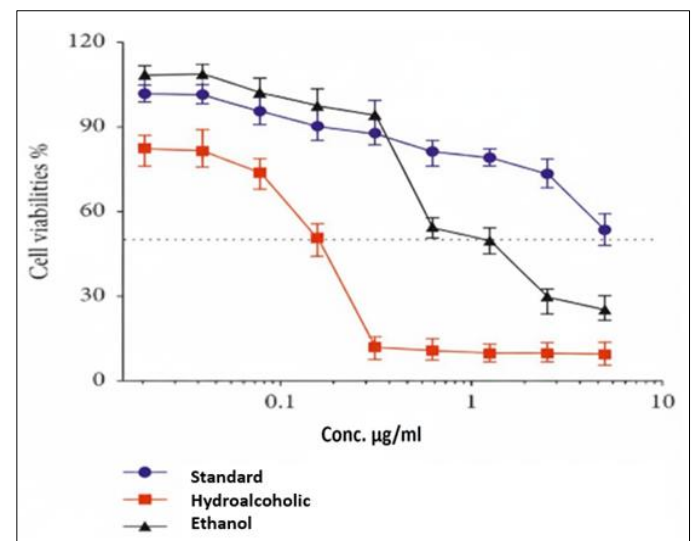 120
90
60
30
0
Cell viabilities %
0.1 1 10
Conc. µg/ml
Standard
Hydroalcoholic
Ethanol